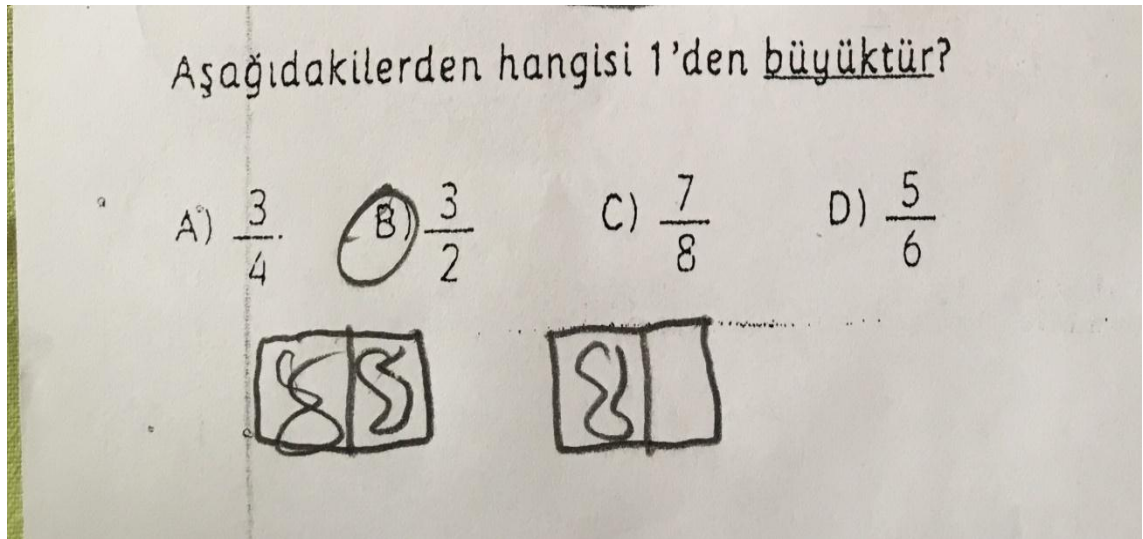 Aşağıdakilerden hangisi 1'den büyüktür?
A) 3/4 B) 3/2 C) 7/8 D) 5/6